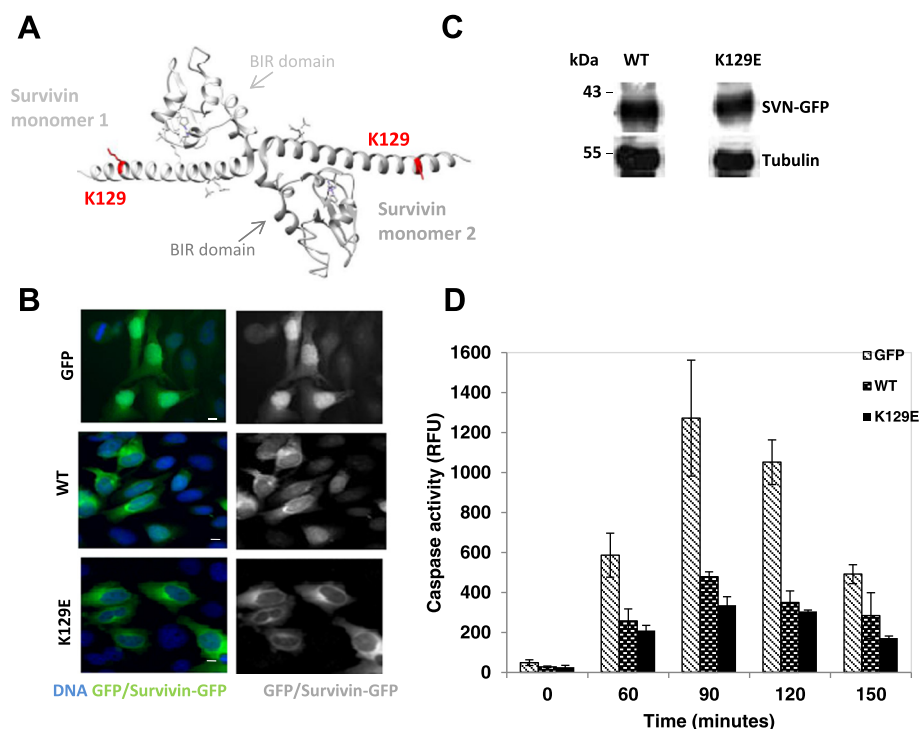 A
BIR domain
Survivin
monomer 1
K129
K129
BIR domain
Survivin
monomer 2
B
GFP
WT
K129E
DNA GFP/Survivin-GFP
GFP/Survivin-GFP
C
kDa
WT
K129E
43
SVN-GFP
55
Tubulin
D
Caspase activity (RFU)
1600
1400
1200
1000
800
600
400
200
0
GFP
WT
K129E
0 60 90 120 150
Time (minutes)